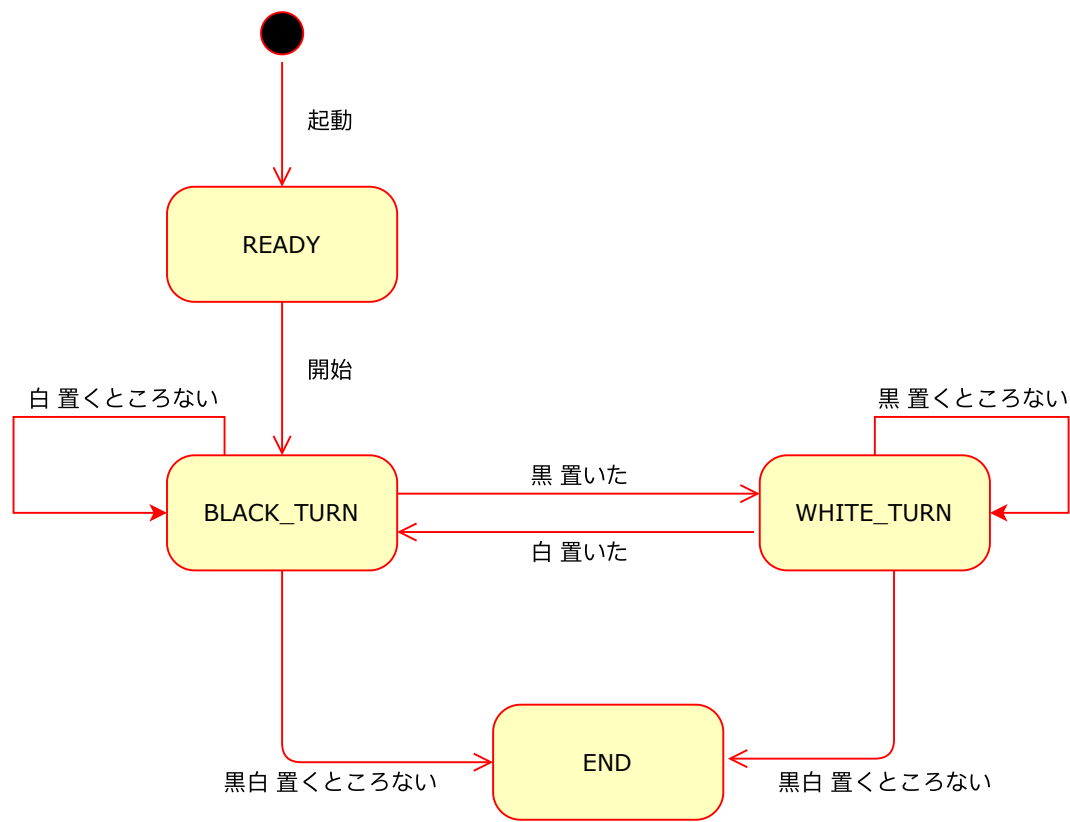 起動
READY
開始
白 置くところない
黒 置くところない
黒 置いた
BLACK_TURN
WHITE_TURN
白 置いた
END
黒白 置くところない
黒白 置くところない